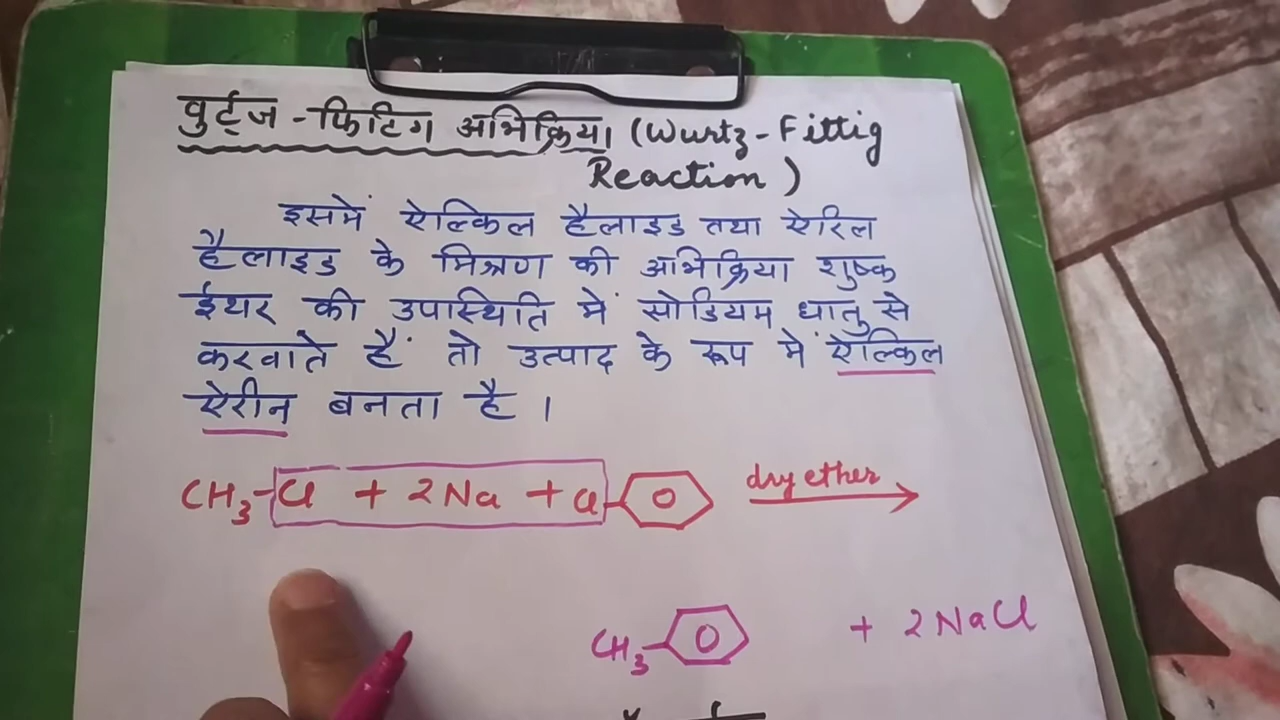 वुर्ट्ज - फिटिग अभिक्रिया (Wurtz - Fittig
Reaction)
इसमें ऐल्किल हैलाइड तथा ऐरिल
हैलाइड के मिश्रण की अभिक्रिया शुष्क
ईथर की उपास्थिति में सोडियम धातु से
करवाते हैं तो उत्पाद के रूप में ऐल्किल
ऐरीन बनता है ।
CH3-Cl + 2Na + Cl- dry ether
CH3- + 2NaCl